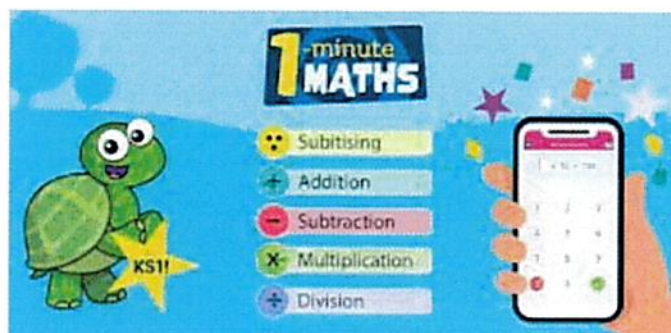 1-minute
MATHS
Subitising
Addition
Subtraction
Multiplication
Division
KS1!